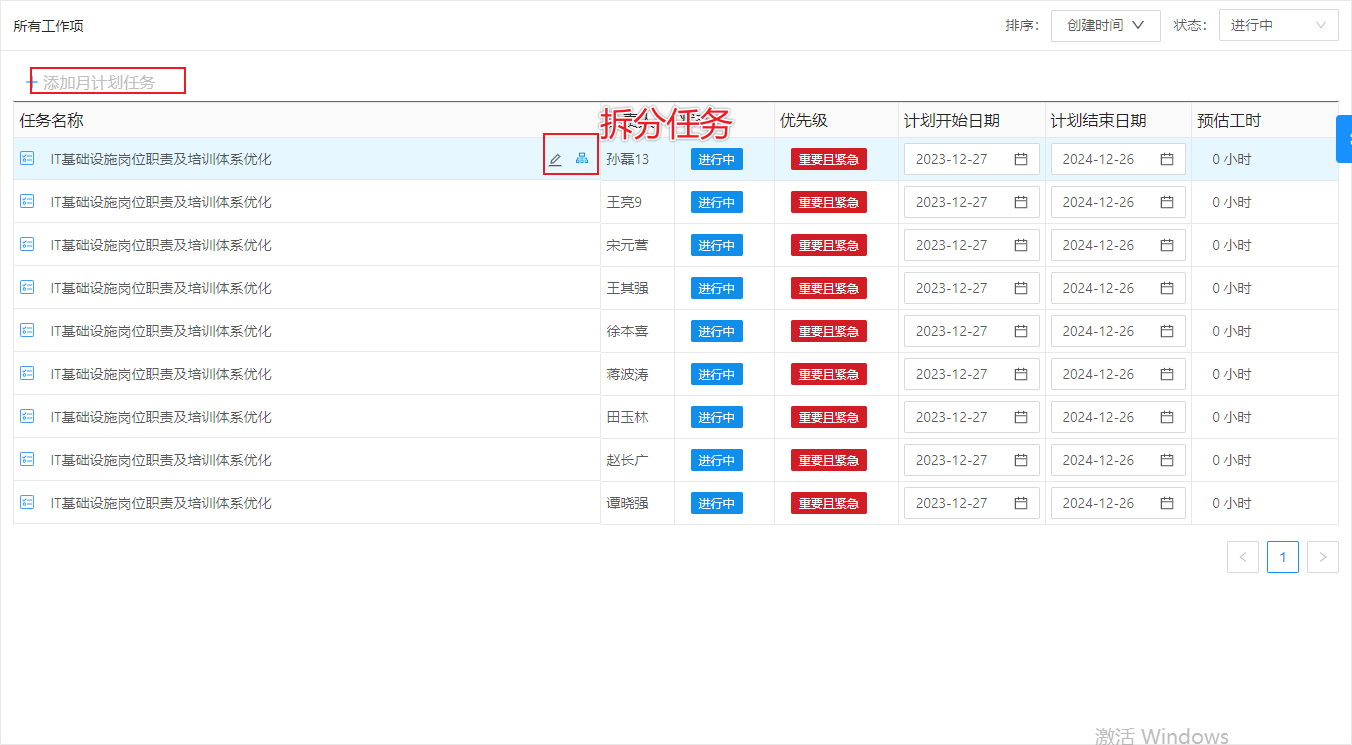 所有工作项 排序： 创建时间 状态： 进行中
添加月计划任务
拆分任务
任务名称 优先级 计划开始日期 计划结束日期 预估工时
IT基础设施岗位职责及培训体系优化 孙磊13 进行中 重要且紧急 2023-12-27 2024-12-26 0 小时
IT基础设施岗位职责及培训体系优化 王亮9 进行中 重要且紧急 2023-12-27 2024-12-26 0 小时
IT基础设施岗位职责及培训体系优化 宋元营 进行中 重要且紧急 2023-12-27 2024-12-26 0 小时
IT基础设施岗位职责及培训体系优化 王其强 进行中 重要且紧急 2023-12-27 2024-12-26 0 小时
IT基础设施岗位职责及培训体系优化 徐本喜 进行中 重要且紧急 2023-12-27 2024-12-26 0 小时
IT基础设施岗位职责及培训体系优化 蒋波涛 进行中 重要且紧急 2023-12-27 2024-12-26 0 小时
IT基础设施岗位职责及培训体系优化 田玉林 进行中 重要且紧急 2023-12-27 2024-12-26 0 小时
IT基础设施岗位职责及培训体系优化 赵长广 进行中 重要且紧急 2023-12-27 2024-12-26 0 小时
IT基础设施岗位职责及培训体系优化 谭晓强 进行中 重要且紧急 2023-12-27 2024-12-26 0 小时
< 1 >
激活 Windows